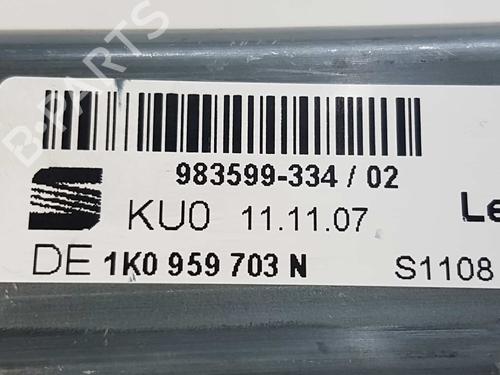 B-PARTS
983599-334 / 02
KU0 11.11.07
Le
DE 1K0 959 703 N
S1108